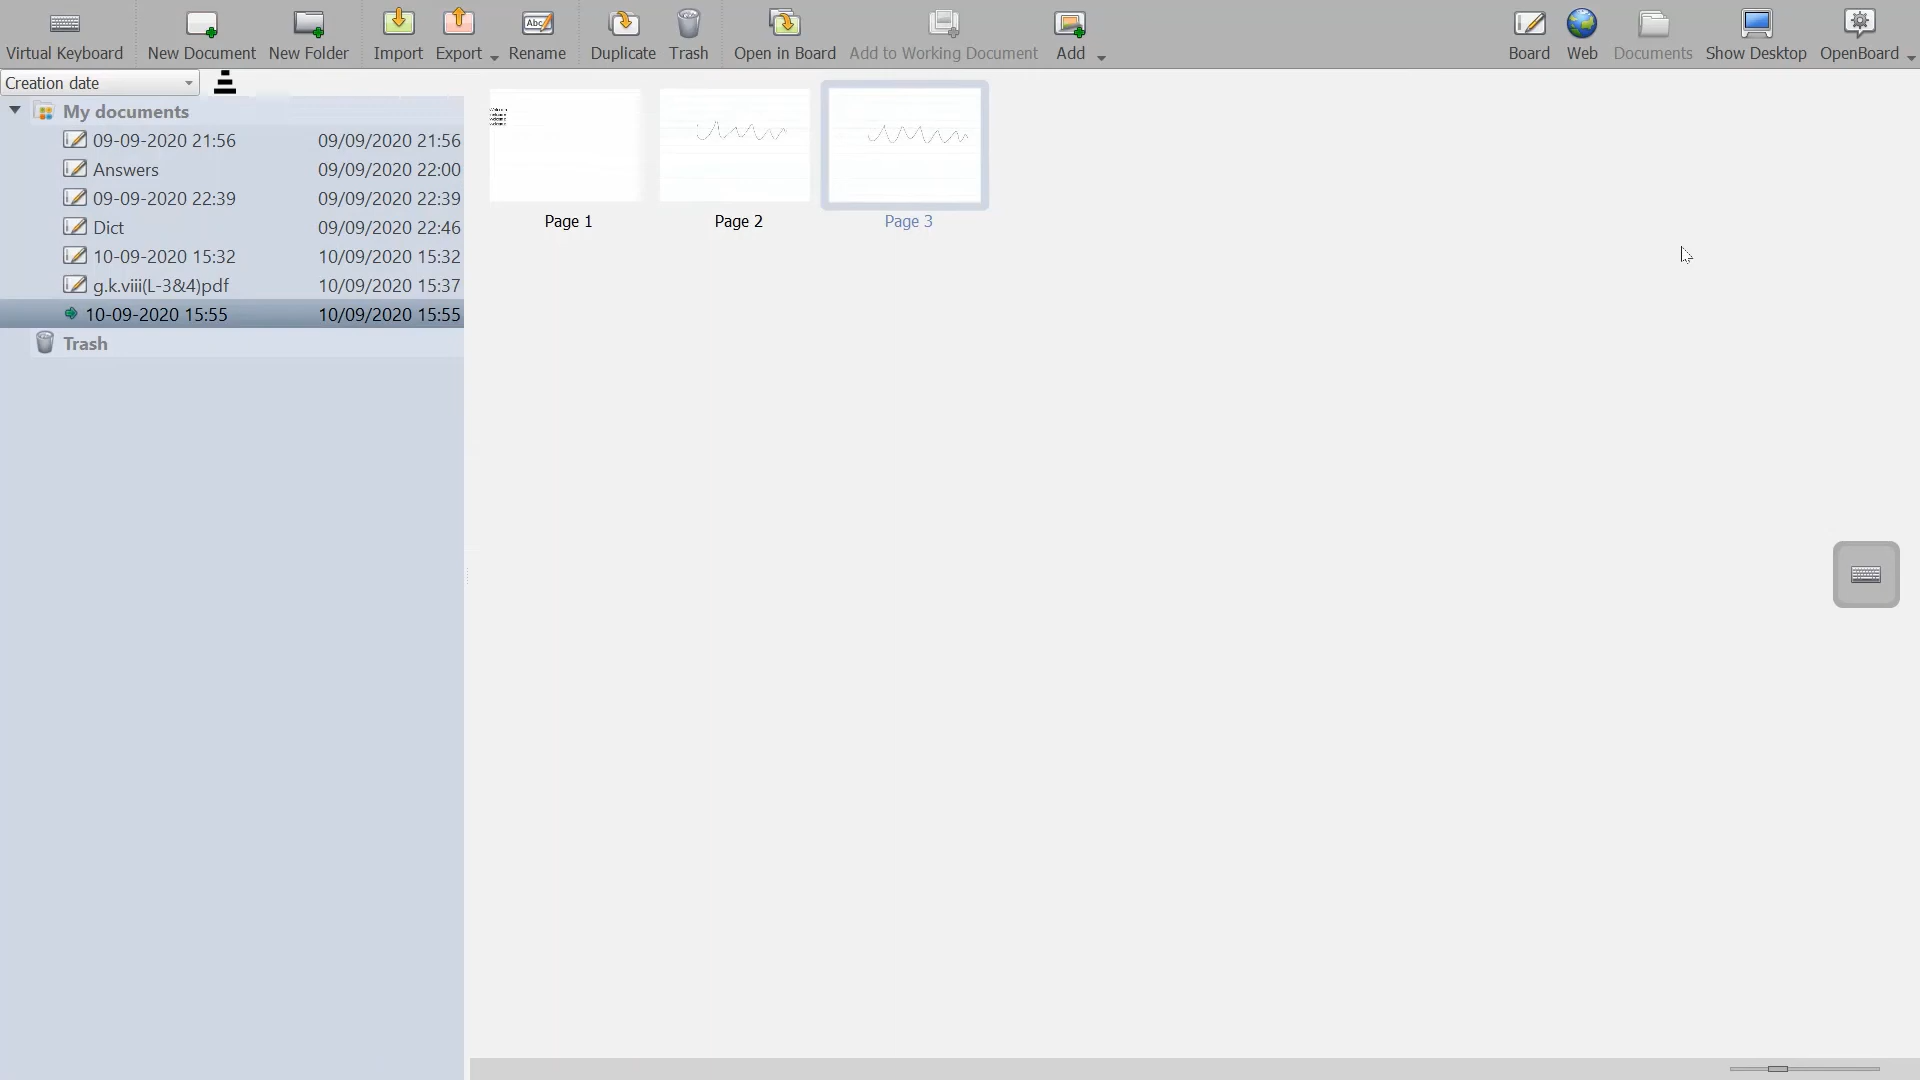 Virtual Keyboard New Document New Folder Import Export Rename Duplicate Trash Open in Board Add to Working Document Add Board Web Documents Show Desktop OpenBoard
Creation date
My documents
09-09-2020 21:56 09/09/2020 21:56
Answers 09/09/2020 22:00
09-09-2020 22:39 09/09/2020 22:39
Dict 09/09/2020 22:46
10-09-2020 15:32 10/09/2020 15:32
g.k.viii(L-3&4)pdf 10/09/2020 15:37
10-09-2020 15:55 10/09/2020 15:55
Trash
Page 1 Page 2 Page 3